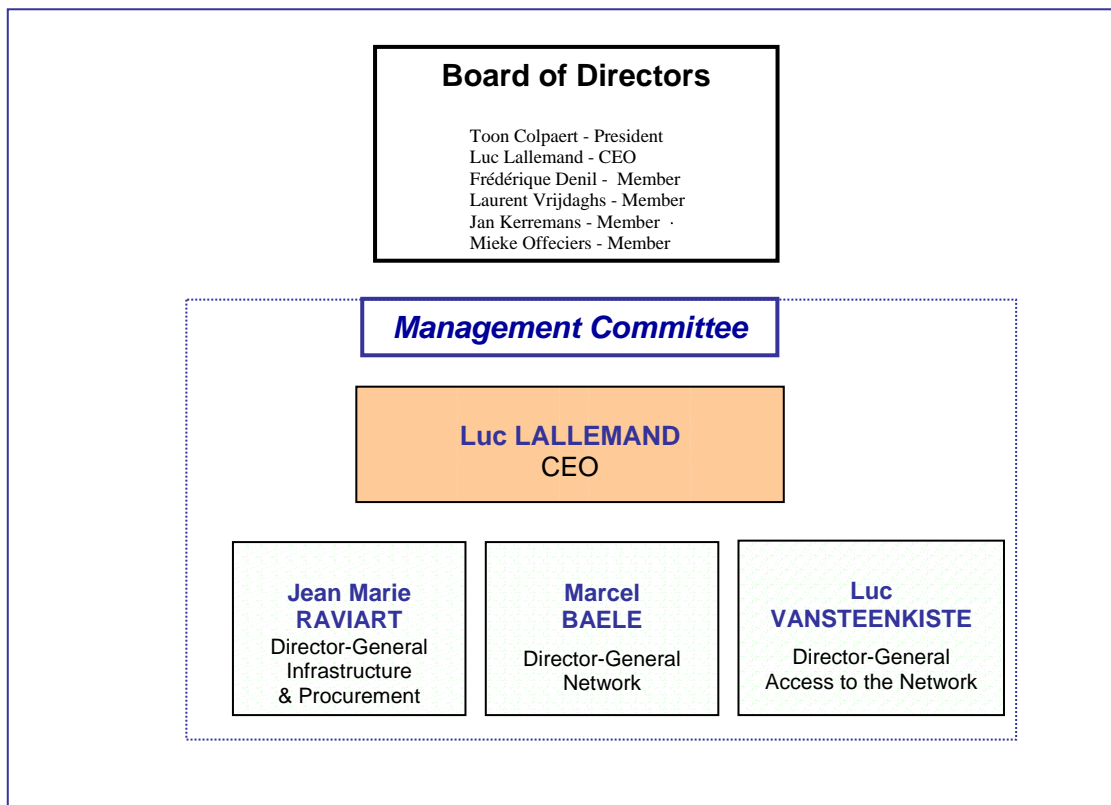 Board of Directors
Toon Colpaert - President
Luc Lallemand - CEO
Frédérique Denil - Member
Laurent Vrijdaghs - Member
Jan Kerremans - Member ·
Mieke Offeciers - Member
Management Committee
Luc LALLEMAND
CEO
Jean Marie
RAVIART
Director-General
Infrastructure
& Procurement
Marcel
BAELE
Director-General
Network
Luc
VANSTEENKISTE
Director-General
Access to the Network